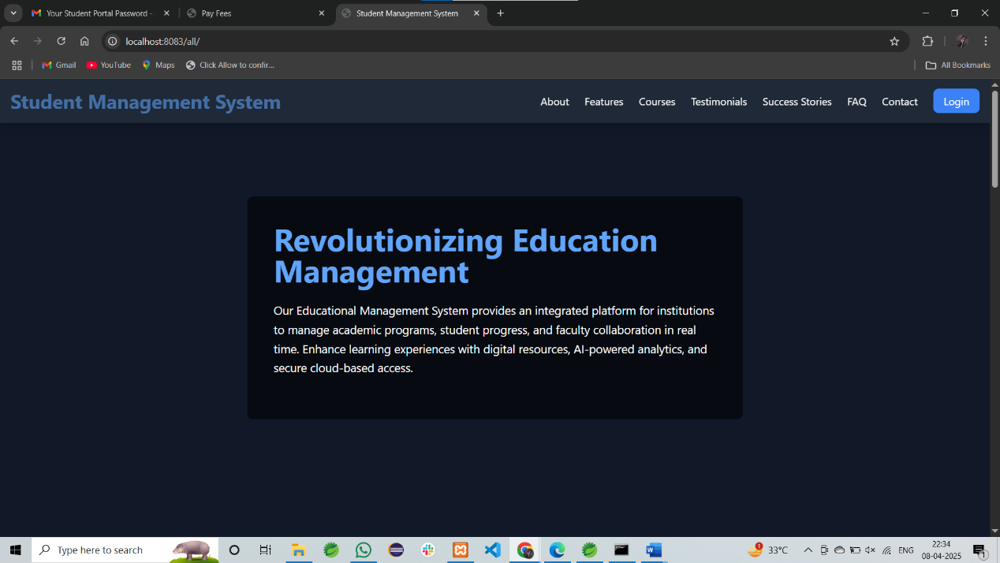 Your Student Portal Password -
Pay Fees
Student Management System
localhost:8083/all/
Gmail
YouTube
Maps
Click Allow to confir...
All Bookmarks
Student Management System
About
Features
Courses
Testimonials
Success Stories
FAQ
Contact
Login
Revolutionizing Education
Management
Our Educational Management System provides an integrated platform for institutions
to manage academic programs, student progress, and faculty collaboration in real
time. Enhance learning experiences with digital resources, AI-powered analytics, and
secure cloud-based access.
Type here to search
33°C
ENG
22:34
08-04-2025